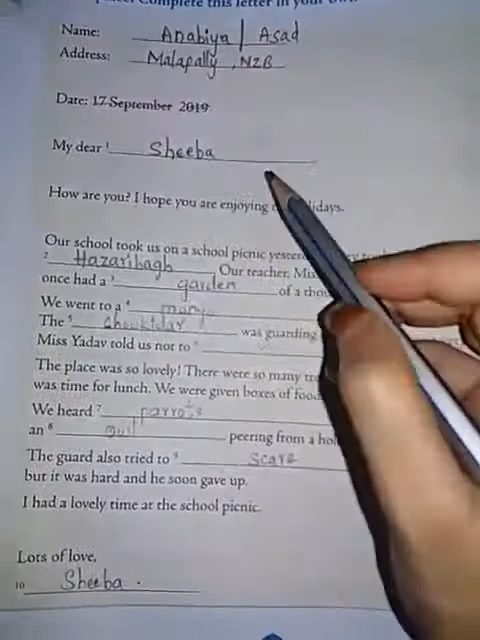 Complete this letter in your
Name: Anabiya / Asad
Address: Malapally, NZB
Date: 17 September 2019
My dear ¹ Sheeba
How are you? I hope you are enjoying lidays.
Our school took us on a school picnic
² Hazaribagh Our teacher, Mis
once had a ³ garden of a tho
We went to a ⁴
The ⁵ chowkidar was guarding
Miss Yadav told us not to ⁶
The place was so lovely! There were so many
was time for lunch. We were given boxes of food
We heard ⁷ parrots
an ⁸ peering from a ho
The guard also tried to ⁹ scare
but it was hard and he soon gave up.
I had a lovely time at the school picnic.
Lots of love,
10 Sheeba .